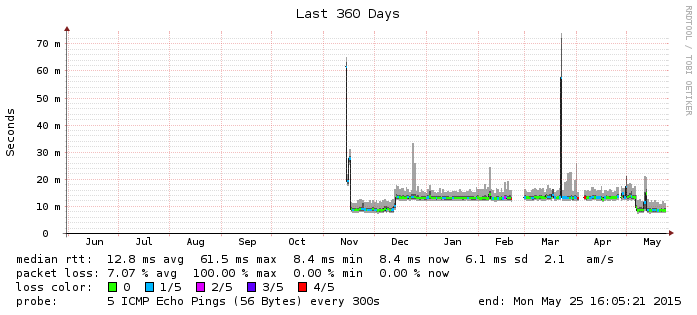 Last 360 Days
RRDTOOL / TOBI OETIKER
Seconds
70 m
60 m
50 m
40 m
30 m
20 m
10 m
0
Jun Jul Aug Sep Oct Nov Dec Jan Feb Mar Apr May
median rtt: 12.8 ms avg 61.5 ms max 8.4 ms min 8.4 ms now 6.1 ms sd 2.1 am/s
packet loss: 7.07 % avg 100.00 % max 0.00 % min 0.00 % now
loss color: 0 1/5 2/5 3/5 4/5
probe: 5 ICMP Echo Pings (56 Bytes) every 300s end: Mon May 25 16:05:21 2015